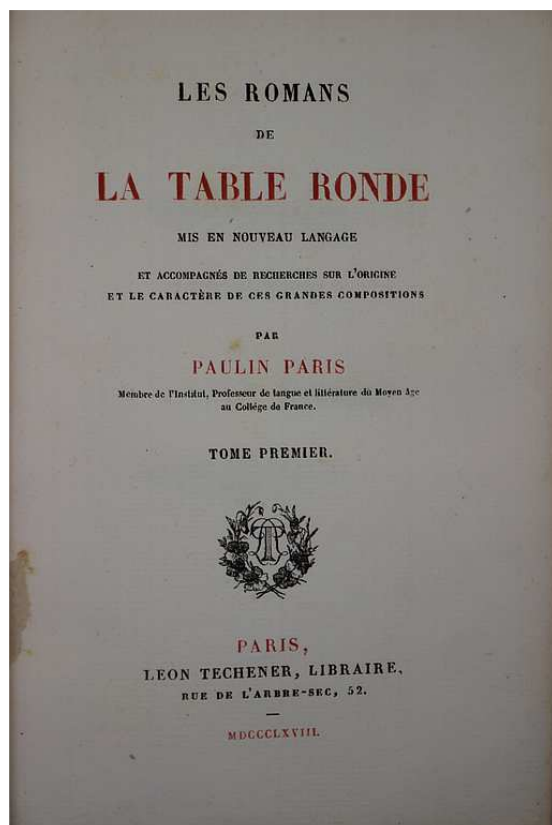 LES ROMANS
DE
LA TABLE RONDE
MIS EN NOUVEAU LANGAGE
ET ACCOMPAGNÉS DE RECHERCHES SUR L'ORIGINE
ET LE CARACTÈRE DE CES GRANDES COMPOSITIONS
PAR
PAULIN PARIS
Membre de l'Institut, Professeur de langue et littérature du Moyen âge
au Collége de France.
TOME PREMIER.
PARIS,
LEON TECHENER, LIBRAIRE,
RUE DE L'ARBRE-SEC, 52.
MDCCCLXVIII.